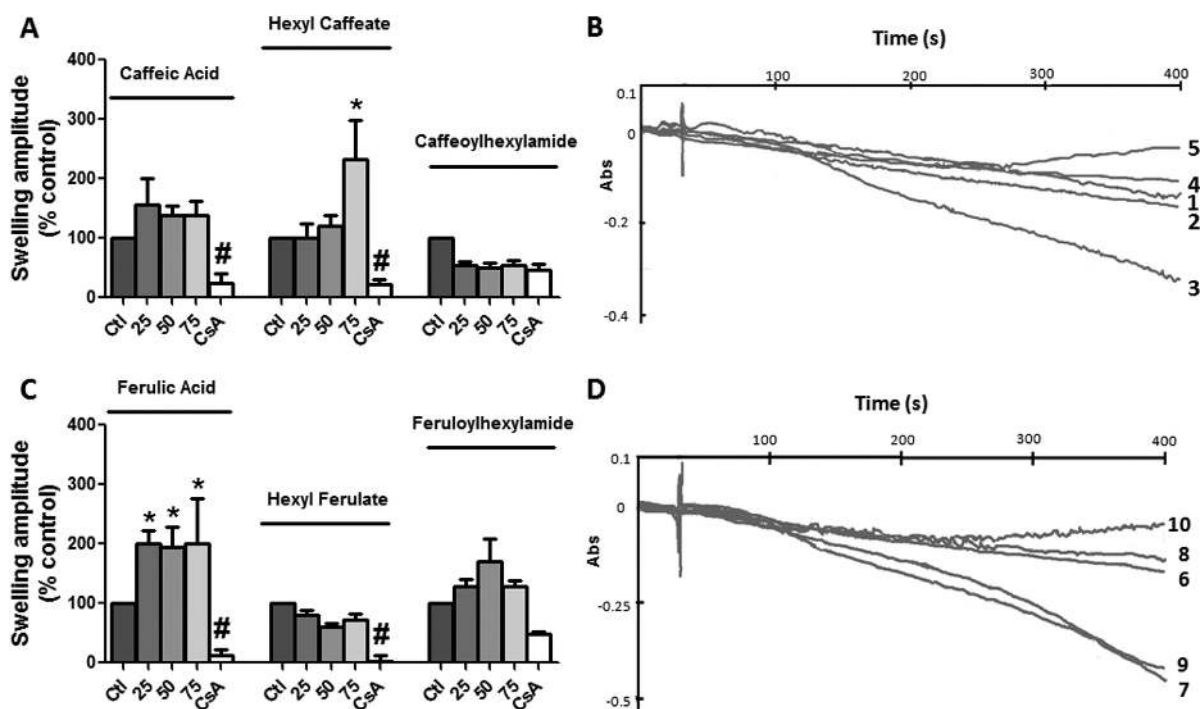 A
Hexyl Caffeate
Caffeic Acid
Caffeoylhexylamide
Swelling amplitude
(% control)
400
300
200
100
0
*
#
#
Ctl 25 50 75 CsA Ctl 25 50 75 CsA Ctl 25 50 75 CsA
B
Time (s)
100 200 300 400
0.1
0
-0.2
-0.4
Abs
5
4
1
2
3
C
Ferulic Acid
Hexyl Ferulate
Feruloylhexylamide
Swelling amplitude
(% control)
400
300
200
100
0
* * *
#
#
Ctl 25 50 75 CsA Ctl 25 50 75 CsA Ctl 25 50 75 CsA
D
Time (s)
100 200 300 400
0.1
0
-0.25
-0.5
Abs
10
8
6
9
7